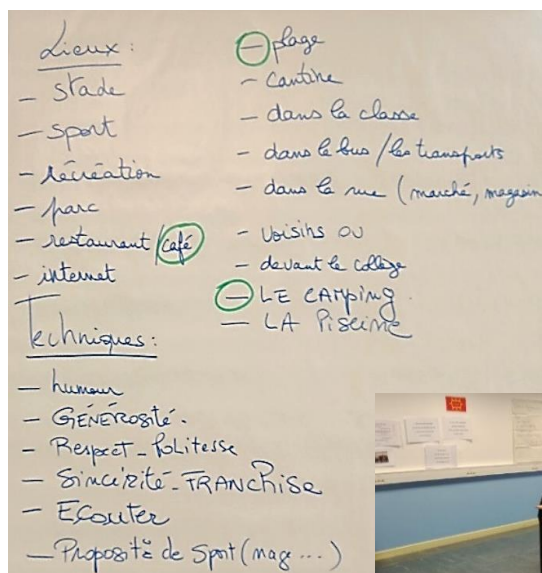 Lieux :
- stade
- sport
- récréation
- parc
- restaurant / café
- internet
- plage
- cantine
- dans la classe
- dans le bus / les transports
- dans la rue (marché, magasin
- voisins ou
- devant le collège
- LE CAMPING.
- LA Piscine
Techniques :
- humour
- GÉNÉROSITÉ.
- Respect - Politesse
- Sincérité - FRANCHISE
- Ecouter
- Proposité de Sport (nage ...)